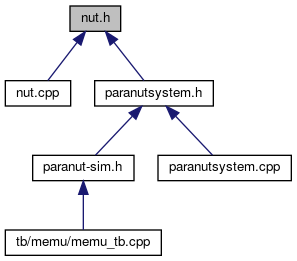 nut.h
nut.cpp
paranutsystem.h
paranut-sim.h
paranutsystem.cpp
tb/memu/memu_tb.cpp